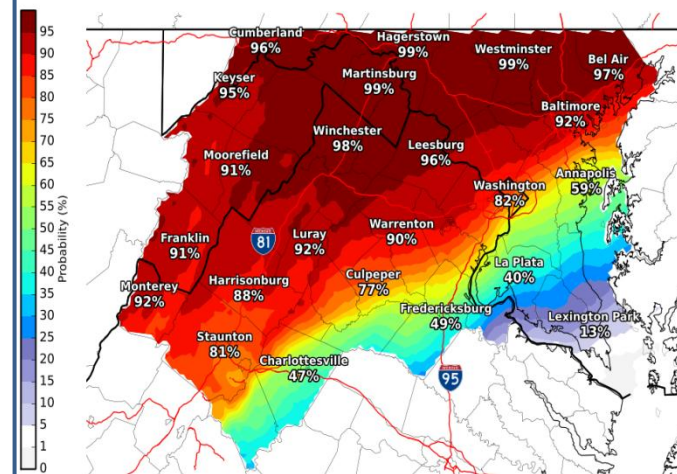 95
90
85
80
75
70
65
60
55
50
45
40
35
30
25
20
15
10
5
1
0
Probability (%)
Cumberland
96%
Hagerstown
99%
Westminster
99%
Bel Air
97%
Keyser
95%
Martinsburg
99%
Baltimore
92%
Winchester
98%
Leesburg
96%
Moorefield
91%
Annapolis
59%
Washington
82%
Franklin
91%
81
Luray
92%
Warrenton
90%
La Plata
40%
Monterey
92%
Harrisonburg
88%
Culpeper
77%
Fredericksburg
49%
Lexington Park
13%
Staunton
81%
Charlottesville
47%
95